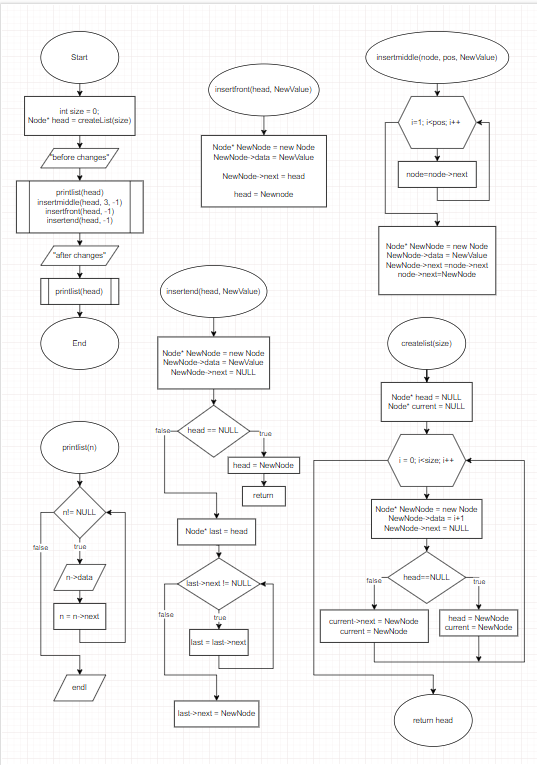 Start
int size = 0;
Node* head = createList(size)
"before changes"
printlist(head)
insertmiddle(head, 3, -1)
insertfront(head, -1)
insertend(head, -1)
"after changes"
printlist(head)
End
insertfront(head, NewValue)
Node* NewNode = new Node
NewNode->data = NewValue
NewNode->next = head
head = Newnode
insertmiddle(node, pos, NewValue)
i=1; i<pos; i++
node=node->next
Node* NewNode = new Node
NewNode->data = NewValue
NewNode->next =node->next
node->next=NewNode
insertend(head, NewValue)
Node* NewNode = new Node
NewNode->data = NewValue
NewNode->next = NULL
head == NULL
false
true
head = NewNode
return
Node* last = head
last->next != NULL
false
true
last = last->next
last->next = NewNode
createlist(size)
Node* head = NULL
Node* current = NULL
i = 0; i<size; i++
Node* NewNode = new Node
NewNode->data = i+1
NewNode->next = NULL
head==NULL
false
true
current->next = NewNode
current = NewNode
head = NewNode
current = NewNode
return head
printlist(n)
n!= NULL
false
true
n->data
n = n->next
endl